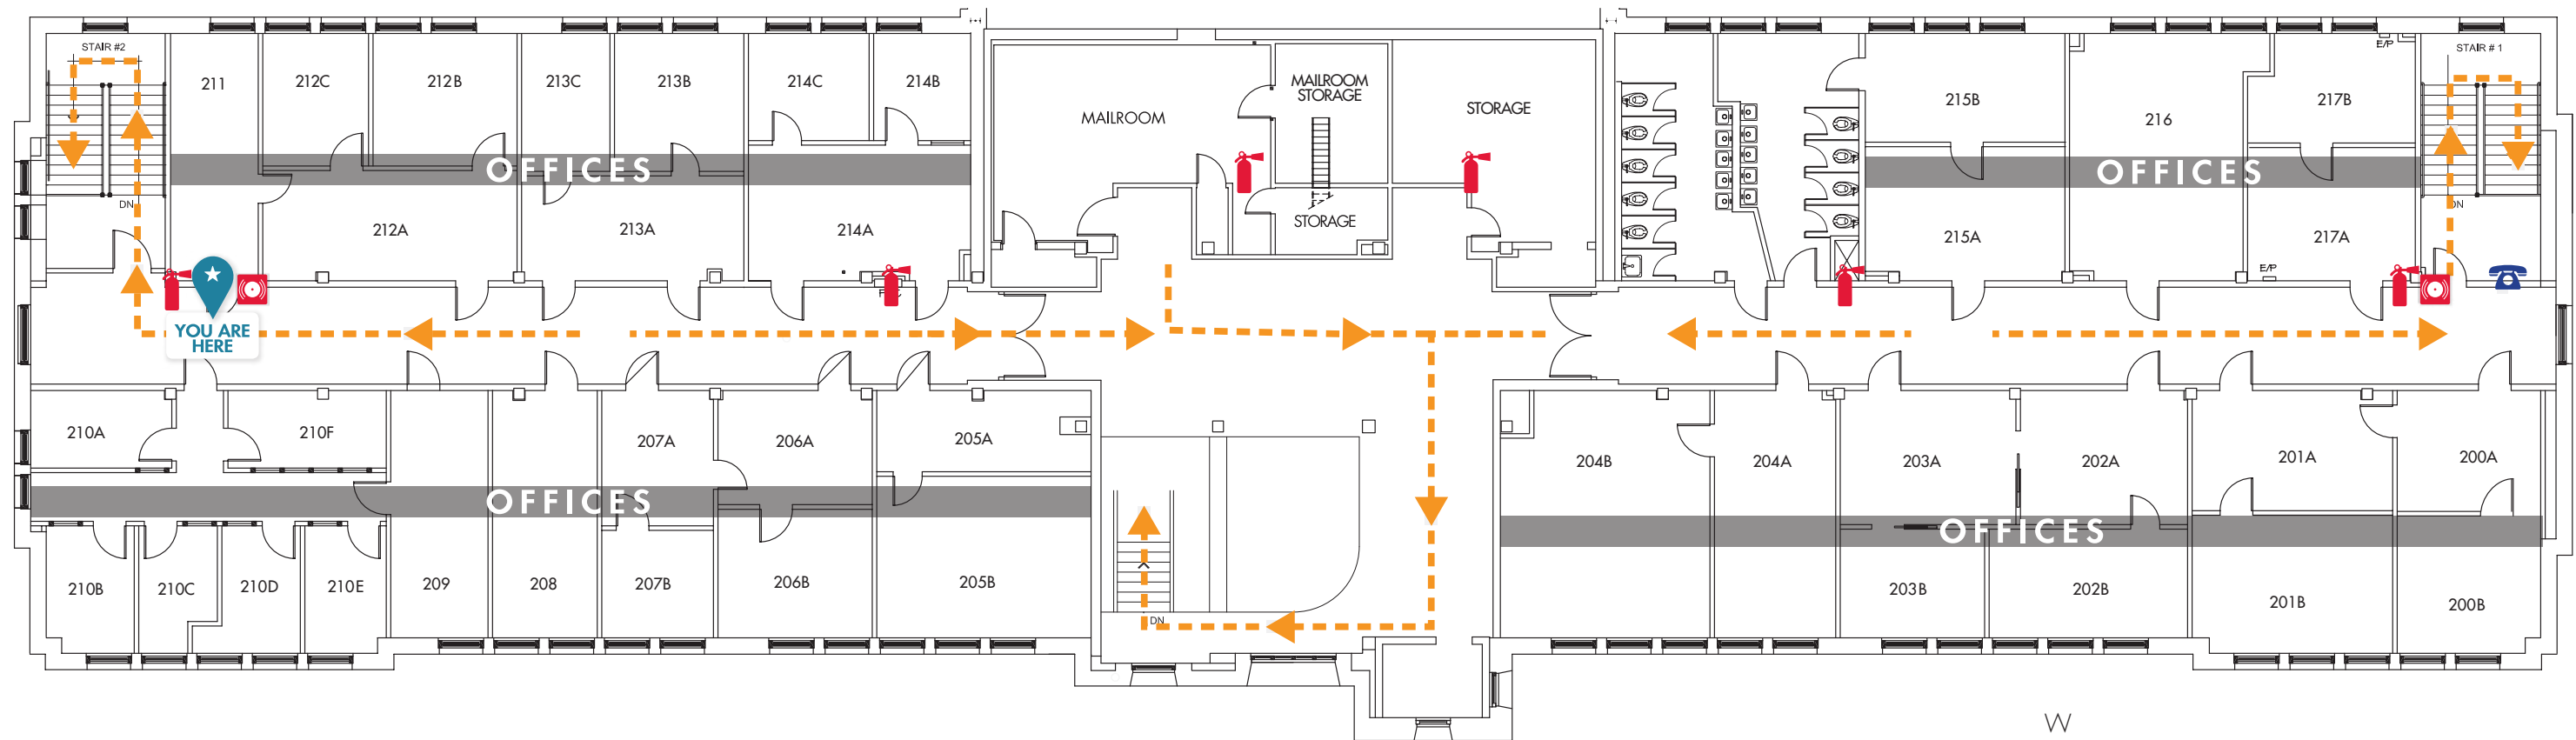 STAIR #2
211
212C
212B
213C
213B
214C
214B
MAILROOM
MAILROOM
STORAGE
STORAGE
215B
216
E/P
217B
STAIR # 1
OFFICES
OFFICES
DN
DN
212A
213A
214A
STORAGE
215A
217A
E/P
YOU ARE
HERE
210A
210F
207A
206A
205A
204B
204A
203A
202A
201A
200A
OFFICES
OFFICES
210B
210C
210D
210E
209
208
207B
206B
205B
203B
202B
201B
200B
DN
W